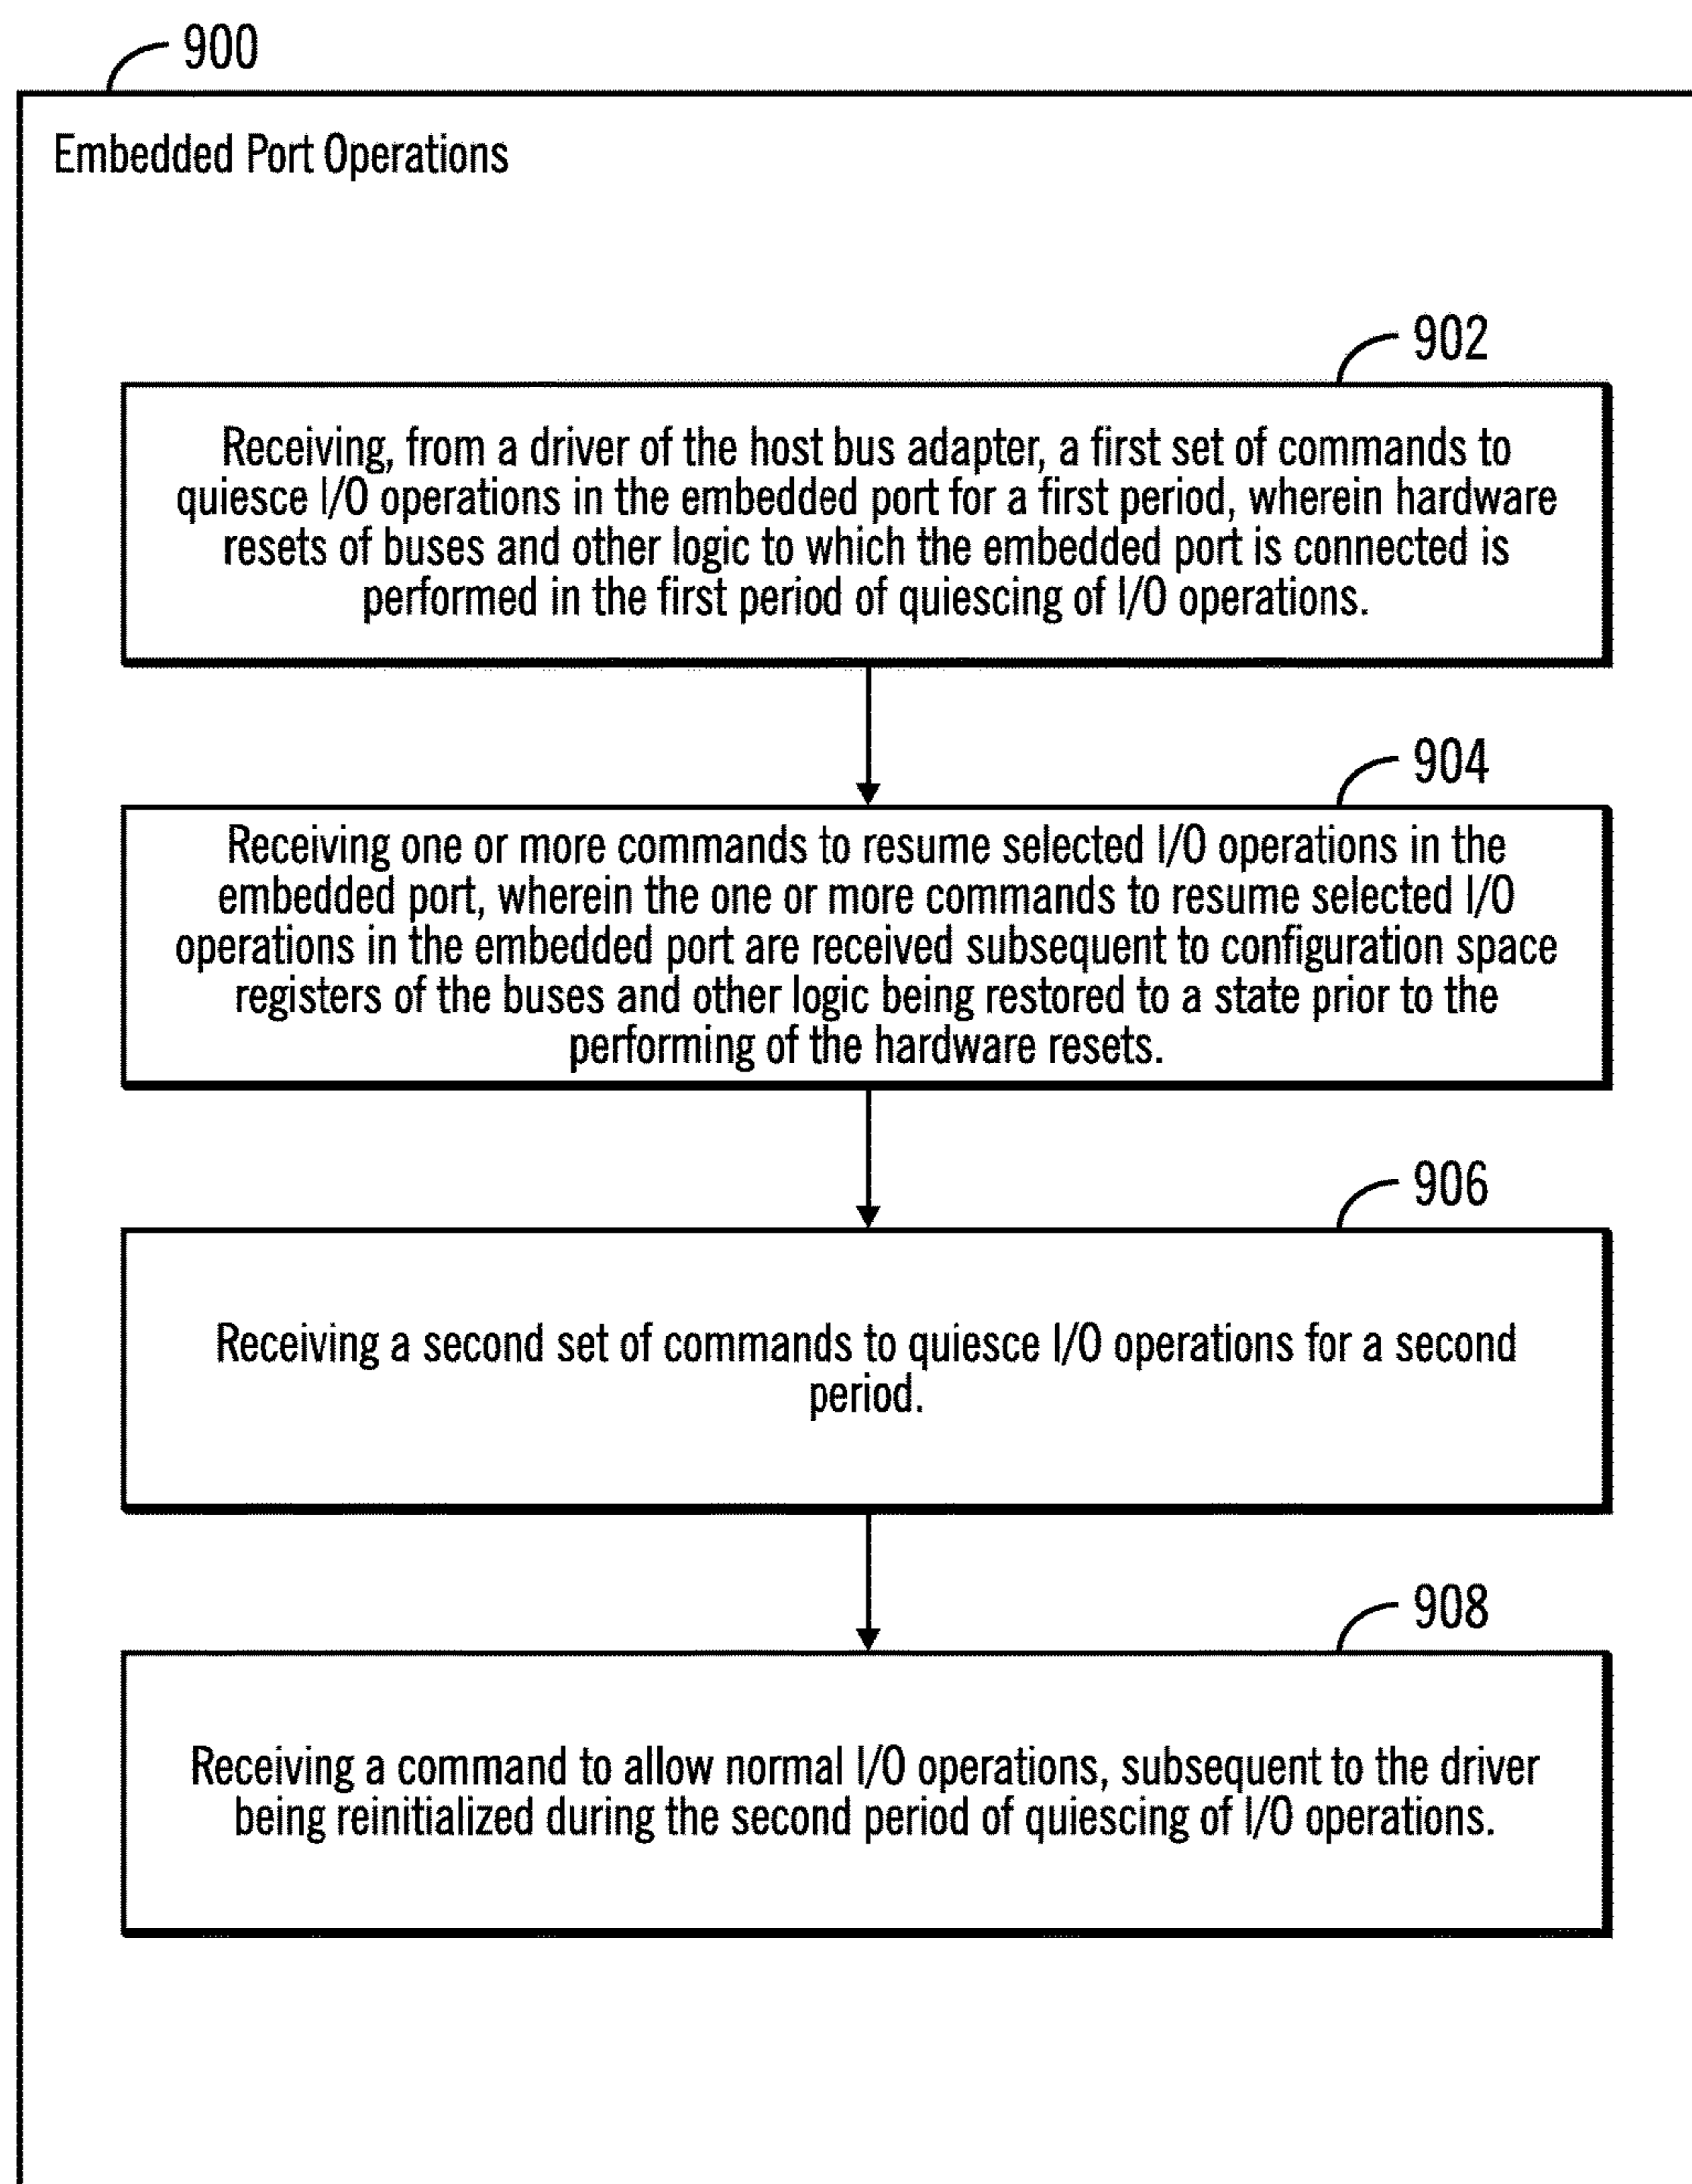 900
Embedded Port Operations
902
Receiving, from a driver of the host bus adapter, a first set of commands to
quiesce I/O operations in the embedded port for a first period, wherein hardware
resets of buses and other logic to which the embedded port is connected is
performed in the first period of quiescing of I/O operations.
904
Receiving one or more commands to resume selected I/O operations in the
embedded port, wherein the one or more commands to resume selected I/O
operations in the embedded port are received subsequent to configuration space
registers of the buses and other logic being restored to a state prior to the
performing of the hardware resets.
906
Receiving a second set of commands to quiesce I/O operations for a second
period.
908
Receiving a command to allow normal I/O operations, subsequent to the driver
being reinitialized during the second period of quiescing of I/O operations.